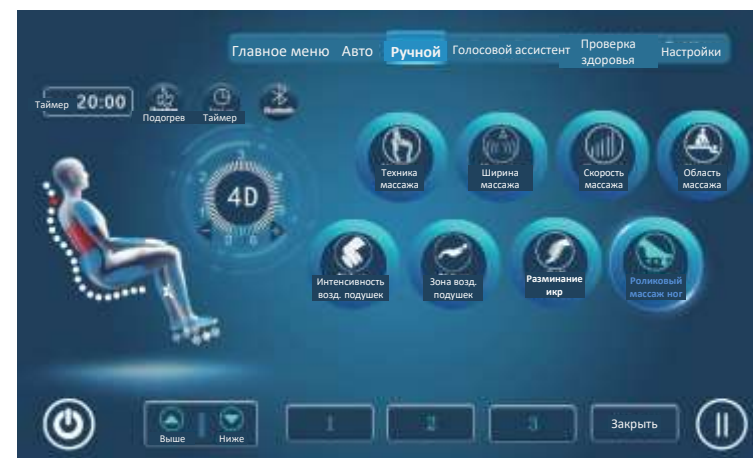 Главное меню Авто Ручной Голосовой ассистент Проверка здоровья Настройки
Таймер 20:00
Подогрев Таймер
4D
Техника массажа
Ширина массажа
Скорость массажа
Область массажа
Интенсивность возд. подушек
Зона возд. подушек
Разминание икр
Роликовый массаж ног
Выше Ниже
1 2 3 Закрыть